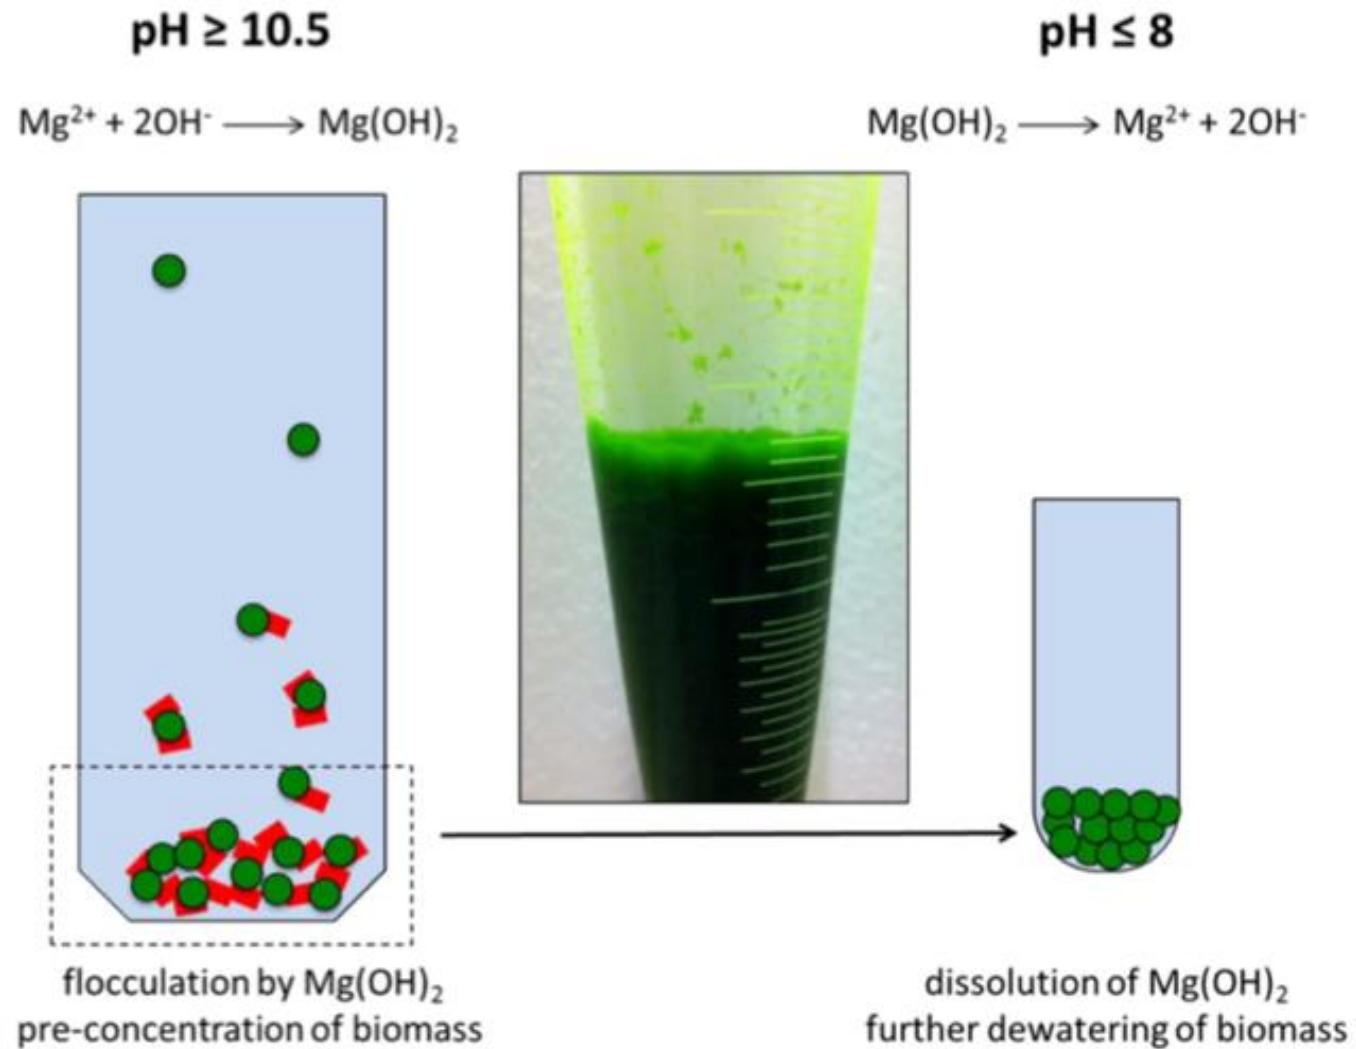 pH ≥ 10.5
pH ≤ 8
Mg²⁺ + 2OH⁻ ⟶ Mg(OH)₂
Mg(OH)₂ ⟶ Mg²⁺ + 2OH⁻
flocculation by Mg(OH)₂
pre-concentration of biomass
dissolution of Mg(OH)₂
further dewatering of biomass